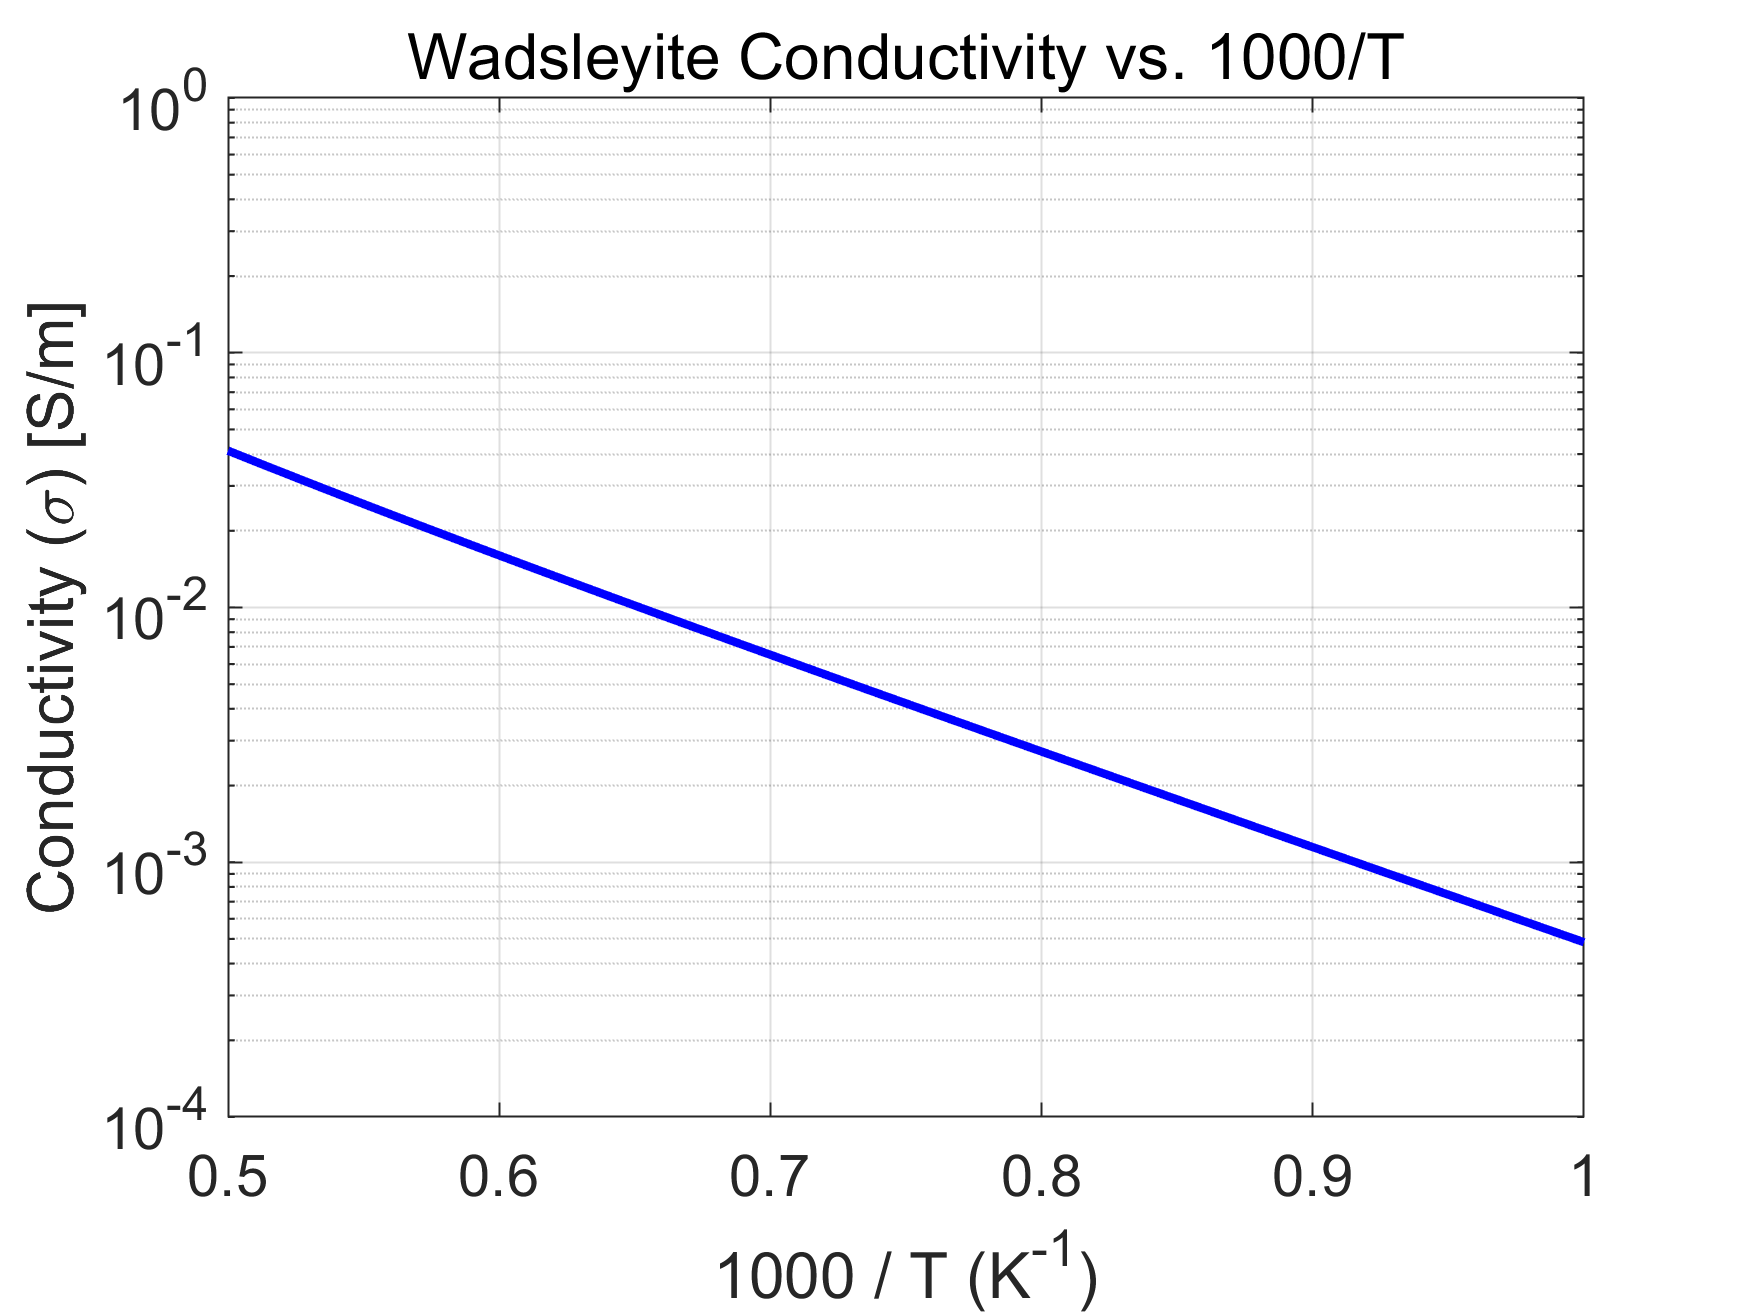 Wadsleyite Conductivity vs. 1000/T
Conductivity (σ) [S/m]
10^0
10^-1
10^-2
10^-3
10^-4
0.5 0.6 0.7 0.8 0.9 1
1000 / T (K^-1)